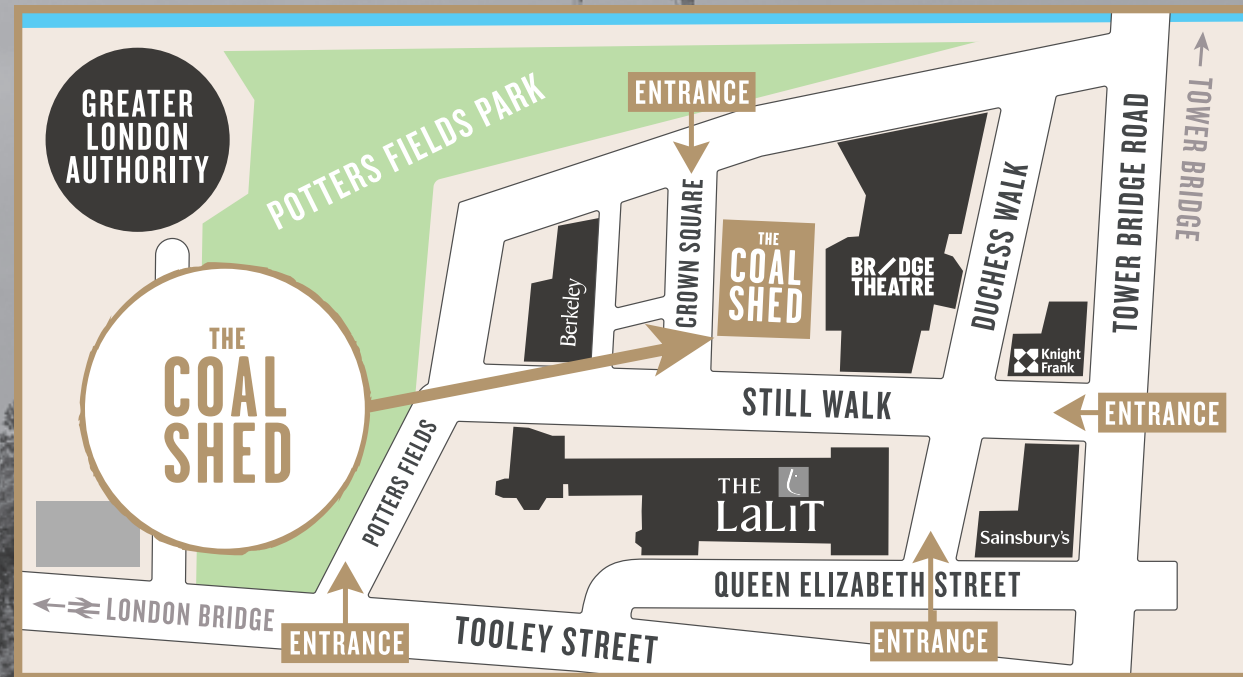 GREATER
LONDON
AUTHORITY
POTTERS FIELDS PARK
ENTRANCE
TOWER BRIDGE
TOWER BRIDGE ROAD
DUCHESS WALK
CROWN SQUARE
THE
COAL
SHED
BR/DGE
THEATRE
Berkeley
Knight
Frank
THE
COAL
SHED
STILL WALK
ENTRANCE
POTTERS FIELDS
THE
LaLiT
Sainsbury's
QUEEN ELIZABETH STREET
LONDON BRIDGE
ENTRANCE
TOOLEY STREET
ENTRANCE